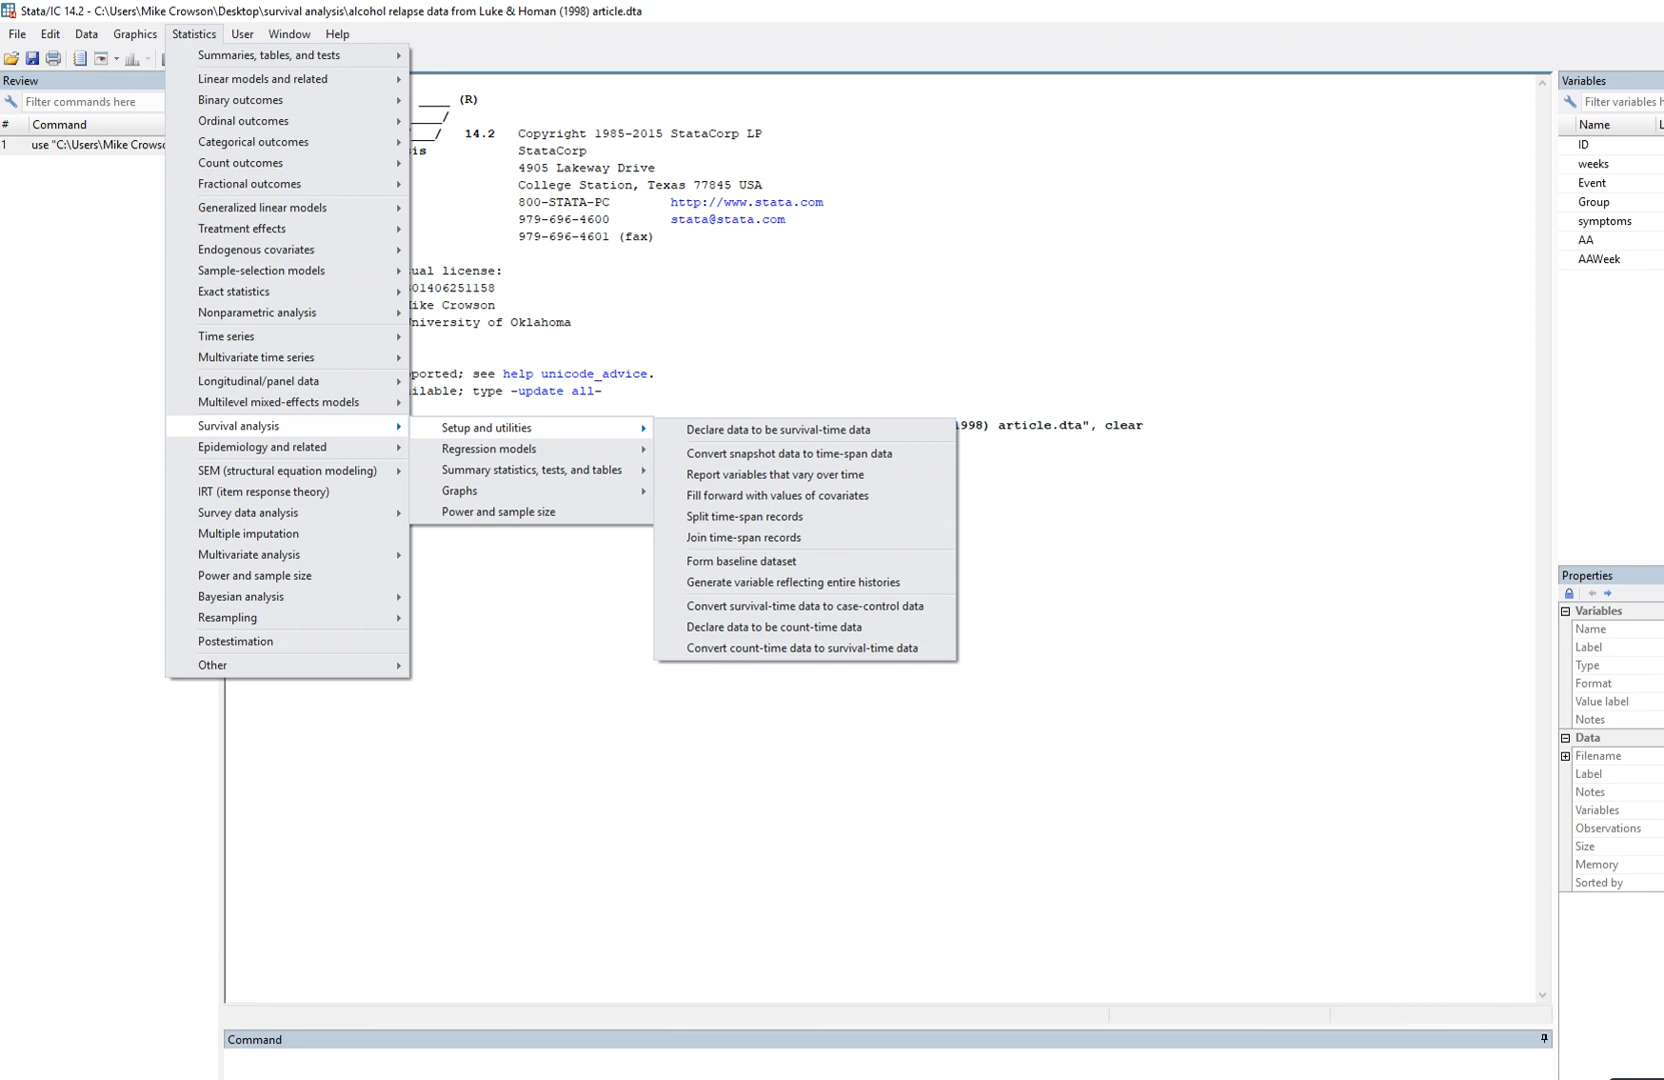 Stata/IC 14.2 - C:\Users\Mike Crowson\Desktop\survival analysis\alcohol relapse data from Luke & Homan (1998) article.dta
File Edit Data Graphics Statistics User Window Help
Review
Filter commands here
# Command
1 use "C:\Users\Mike Crowso
Summaries, tables, and tests
Linear models and related
Binary outcomes
Ordinal outcomes
Categorical outcomes
Count outcomes
Fractional outcomes
Generalized linear models
Treatment effects
Endogenous covariates
Sample-selection models
Exact statistics
Nonparametric analysis
Time series
Multivariate time series
Longitudinal/panel data
Multilevel mixed-effects models
Survival analysis
Epidemiology and related
SEM (structural equation modeling)
IRT (item response theory)
Survey data analysis
Multiple imputation
Multivariate analysis
Power and sample size
Bayesian analysis
Resampling
Postestimation
Other
Setup and utilities
Regression models
Summary statistics, tests, and tables
Graphs
Power and sample size
Declare data to be survival-time data
Convert snapshot data to time-span data
Report variables that vary over time
Fill forward with values of covariates
Split time-span records
Join time-span records
Form baseline dataset
Generate variable reflecting entire histories
Convert survival-time data to case-control data
Declare data to be count-time data
Convert count-time data to survival-time data
(R)
14.2 Copyright 1985-2015 StataCorp LP
is StataCorp
4905 Lakeway Drive
College Station, Texas 77845 USA
800-STATA-PC http://www.stata.com
979-696-4600 stata@stata.com
979-696-4601 (fax)
ual license:
01406251158
ike Crowson
niversity of Oklahoma
ported; see help unicode_advice.
ilable; type -update all-
1998) article.dta", clear
Command
Variables
Filter variables h
Name L
ID
weeks
Event
Group
symptoms
AA
AAWeek
Properties
Variables
Name
Label
Type
Format
Value label
Notes
Data
Filename
Label
Notes
Variables
Observations
Size
Memory
Sorted by